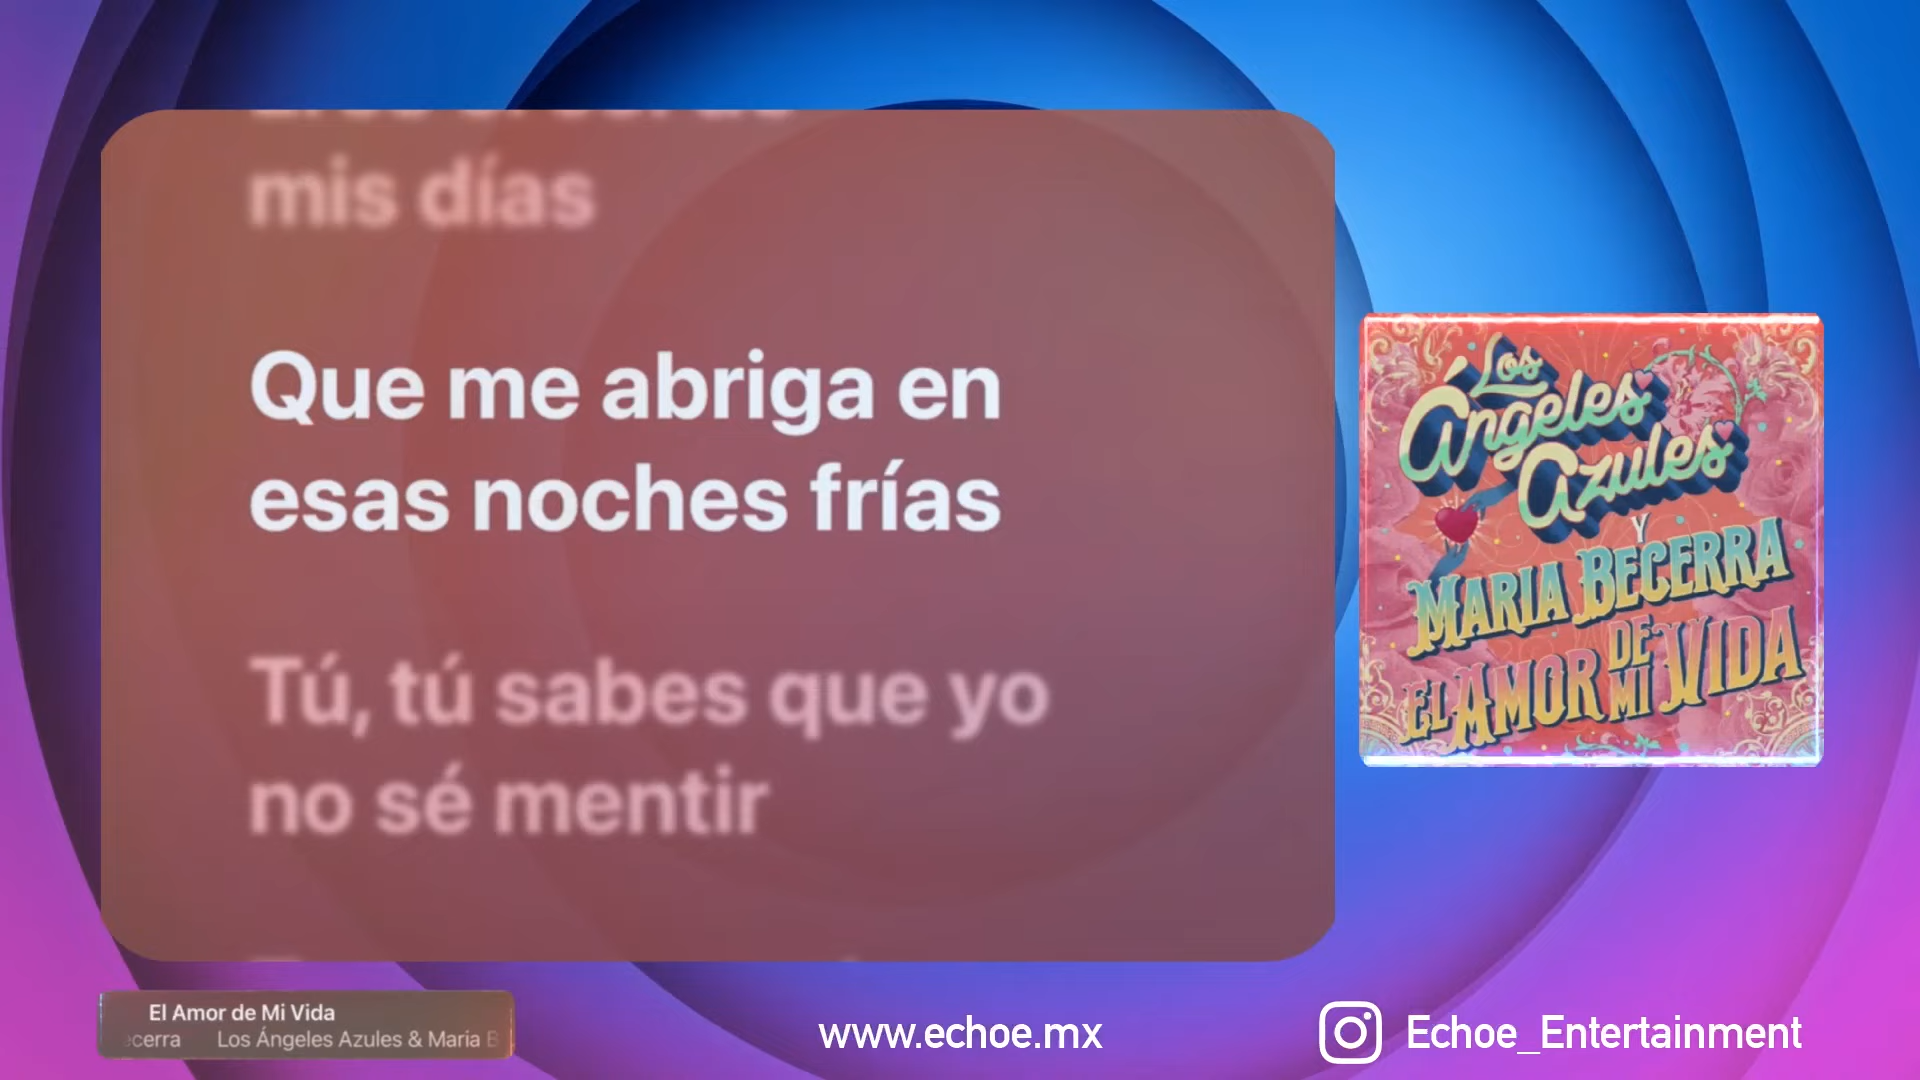 mis días
Que me abriga en
esas noches frías
Tú, tú sabes que yo
no sé mentir
Los
Ángeles
Azules
Y
MARIA BECERRA
EL AMOR DE MI VIDA
El Amor de Mi Vida
ecerra Los Ángeles Azules & Maria B
www.echoe.mx
Echoe_Entertainment